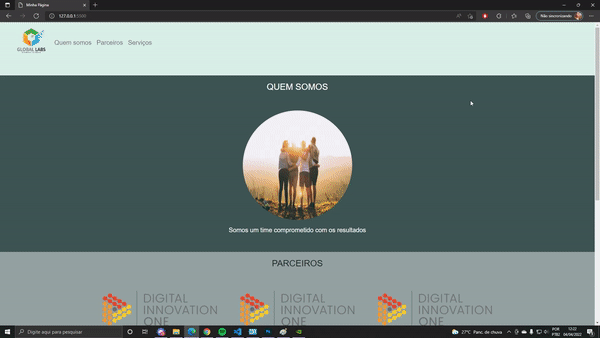 Minha Página
127.0.0.1:5500
Não sincronizando
GLOBAL LABS
Quem somos Parceiros Serviços
QUEM SOMOS
Somos um time comprometido com os resultados
PARCEIROS
DIGITAL INNOVATION ONE
DIGITAL INNOVATION ONE
DIGITAL INNOVATION ONE
Digite aqui para pesquisar
27°C Panc. de chuva
POR
PTB2
12:22
04/04/2022